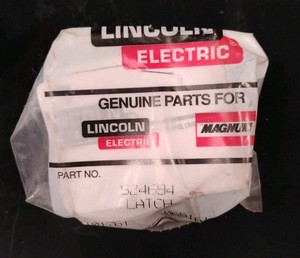 LINCOLN
ELECTRIC
GENUINE PARTS FOR
LINCOLN
ELECTRIC
MAGNUM
PART NO.
S24694
LATCH